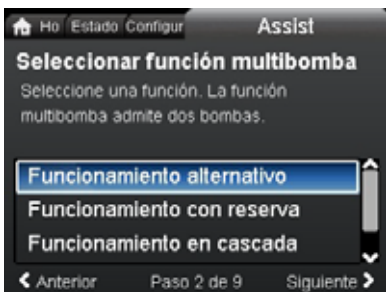 Ho Estado Configur Assist
Seleccionar función multibomba
Seleccione una función. La función
multibomba admite dos bombas.
Funcionamiento alternativo
Funcionamiento con reserva
Funcionamiento en cascada
Anterior Paso 2 de 9 Siguiente